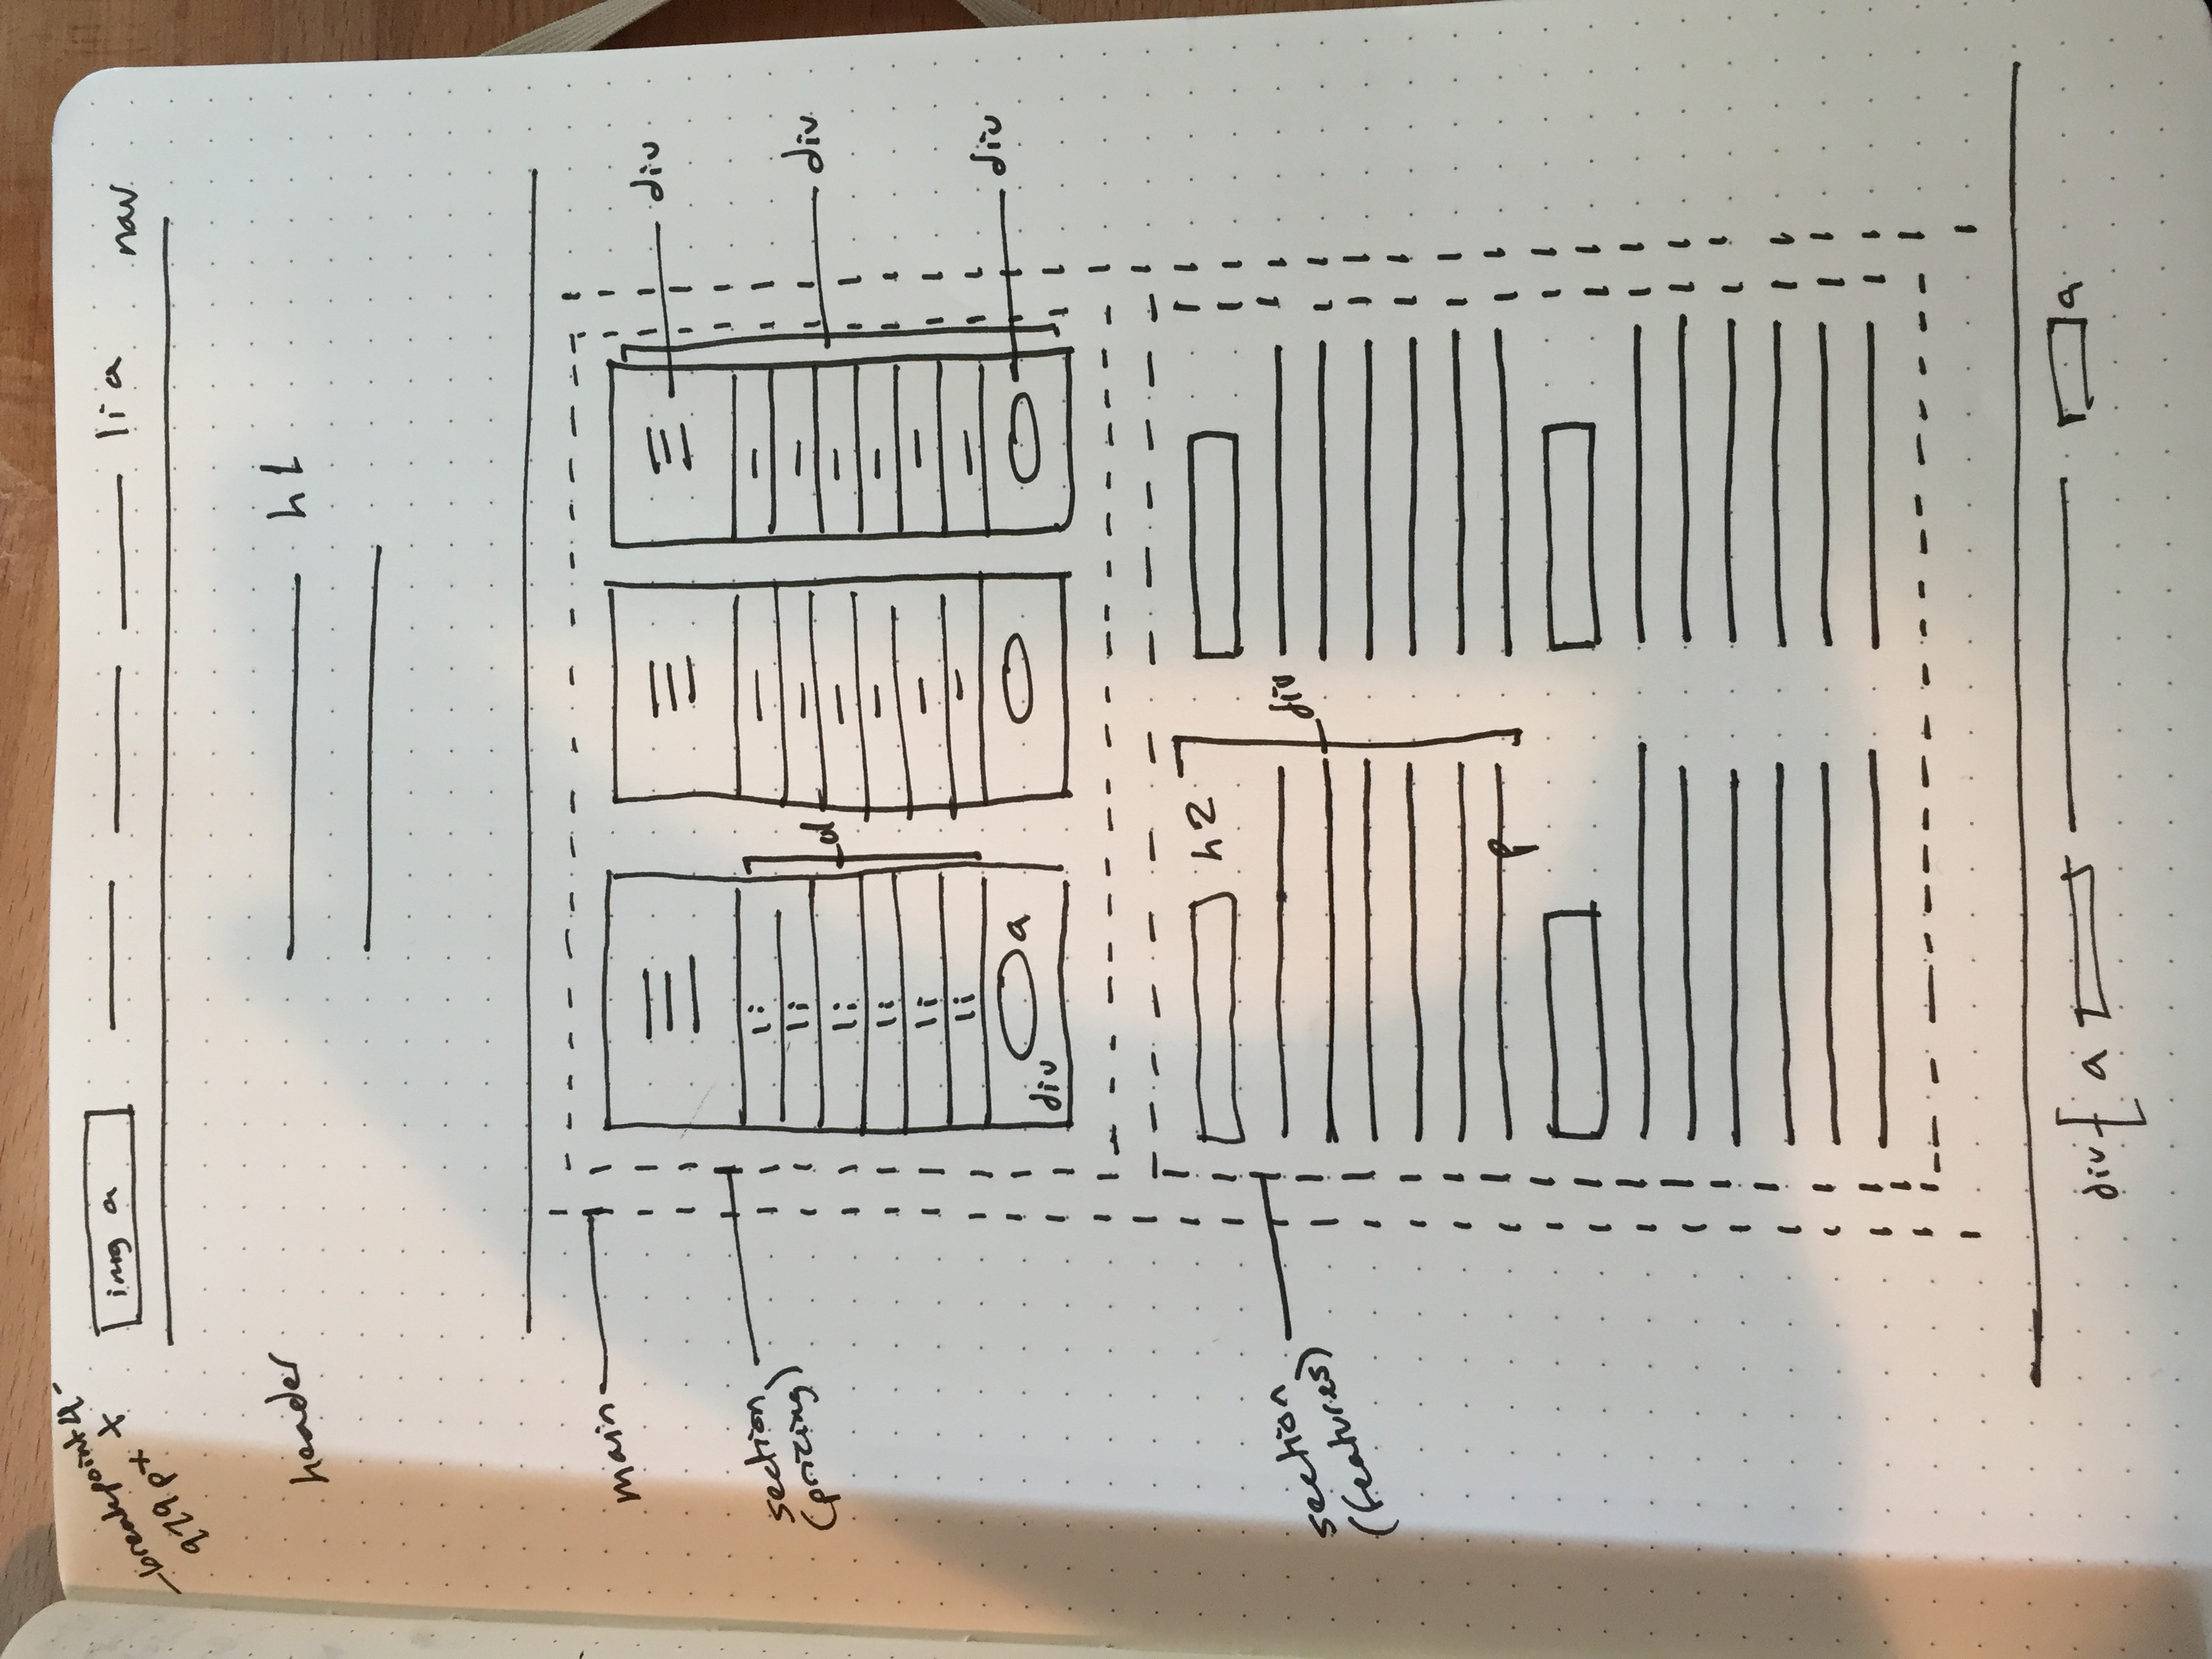 breakpoint 4-
979 px +
img a
li a
nav
header
h1
main
div
section
(pricing)
li
li
li
li
li
li
div
a
div
div
h2
div
section
(features)
p
div
a
a